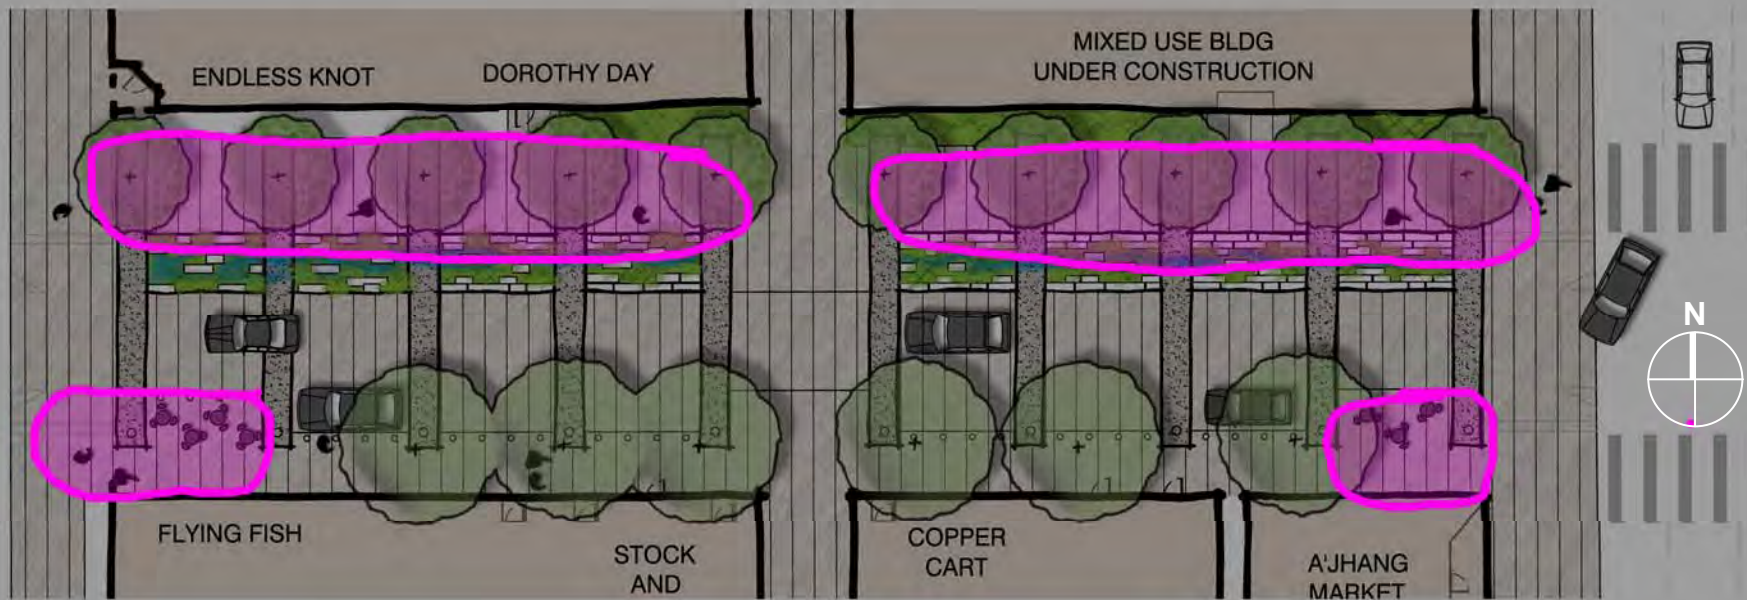 MIXED USE BLDG
UNDER CONSTRUCTION
ENDLESS KNOT
DOROTHY DAY
N
FLYING FISH
STOCK
AND
COPPER
CART
A'JHANG
MARKET